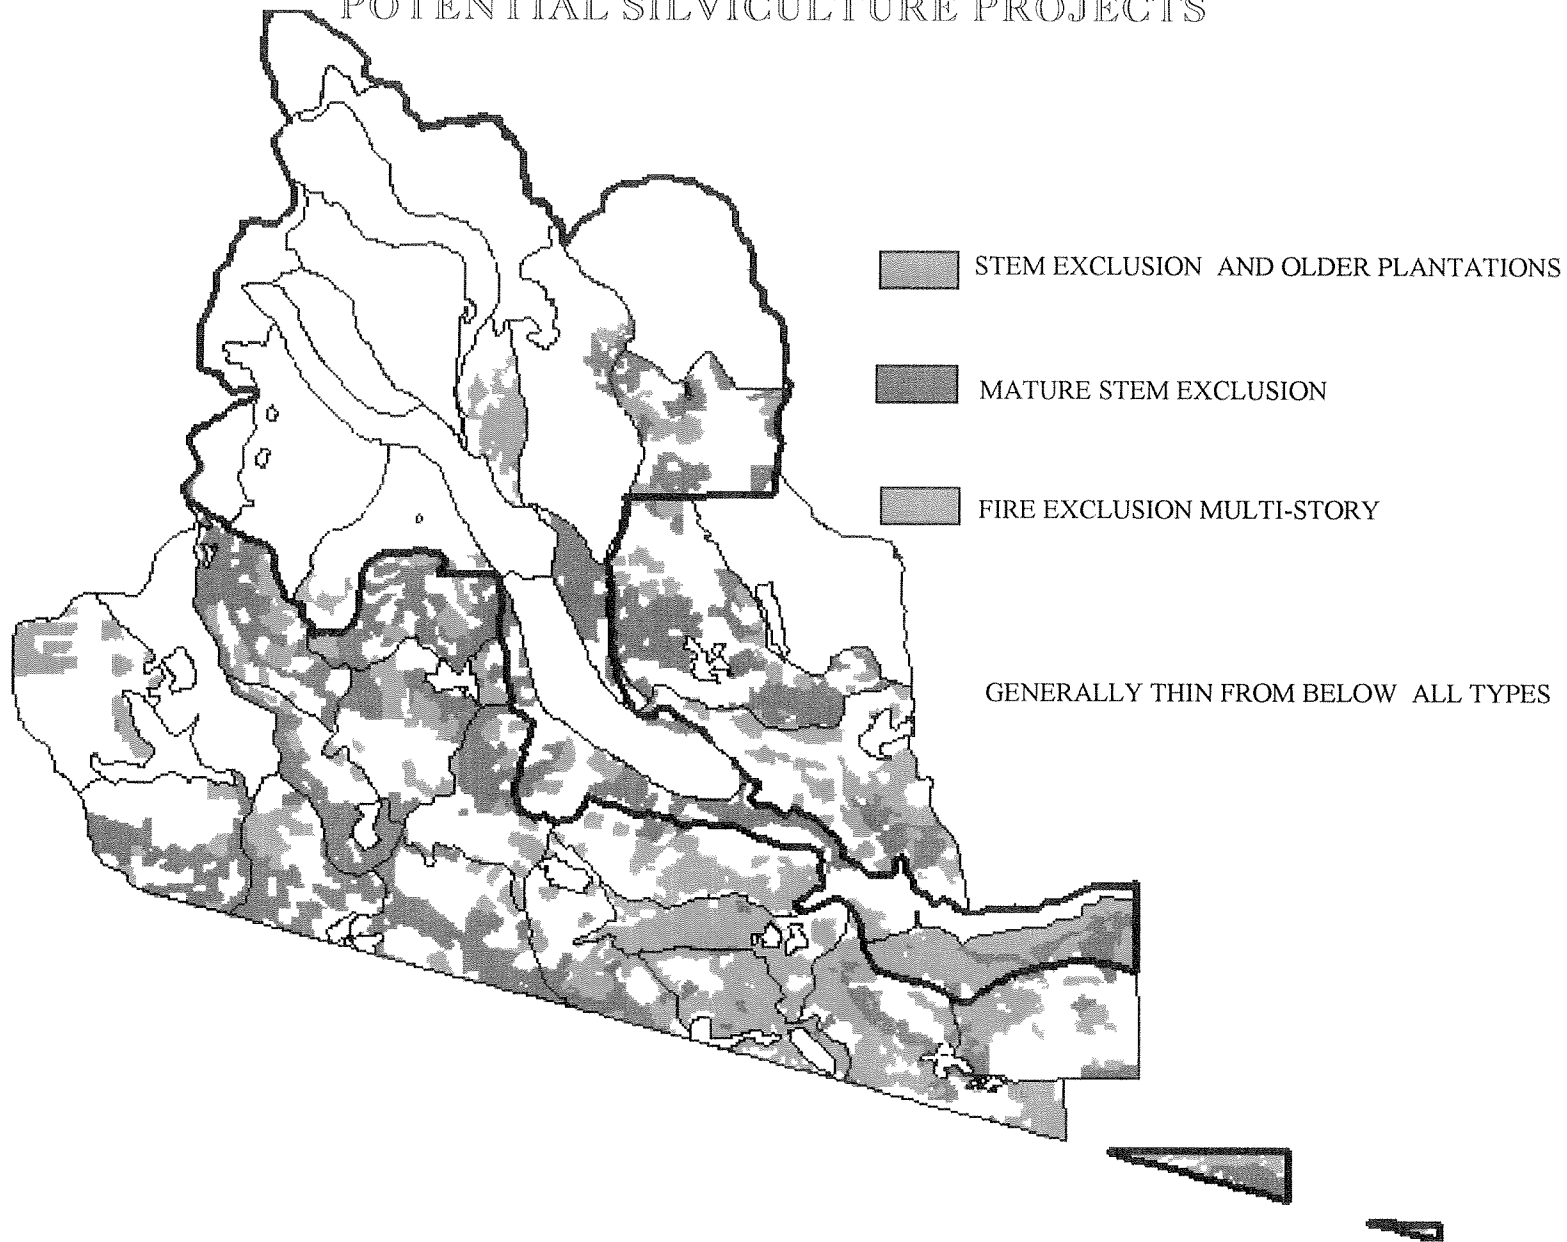 POTENTIAL SILVICULTURE PROJECTS
STEM EXCLUSION AND OLDER PLANTATIONS
MATURE STEM EXCLUSION
FIRE EXCLUSION MULTI-STORY
GENERALLY THIN FROM BELOW ALL TYPES